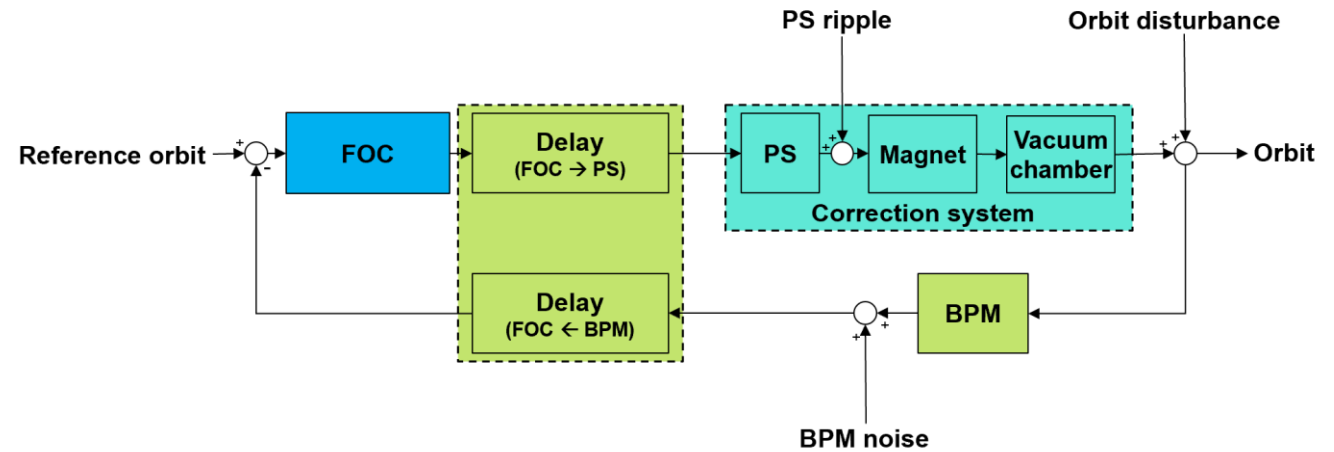 PS ripple
Orbit disturbance
+
+
Reference orbit
+
-
FOC
Delay
(FOC → PS)
PS
+
Magnet
Vacuum
chamber
+
Orbit
Correction system
Delay
(FOC ← BPM)
+
+
BPM
BPM noise